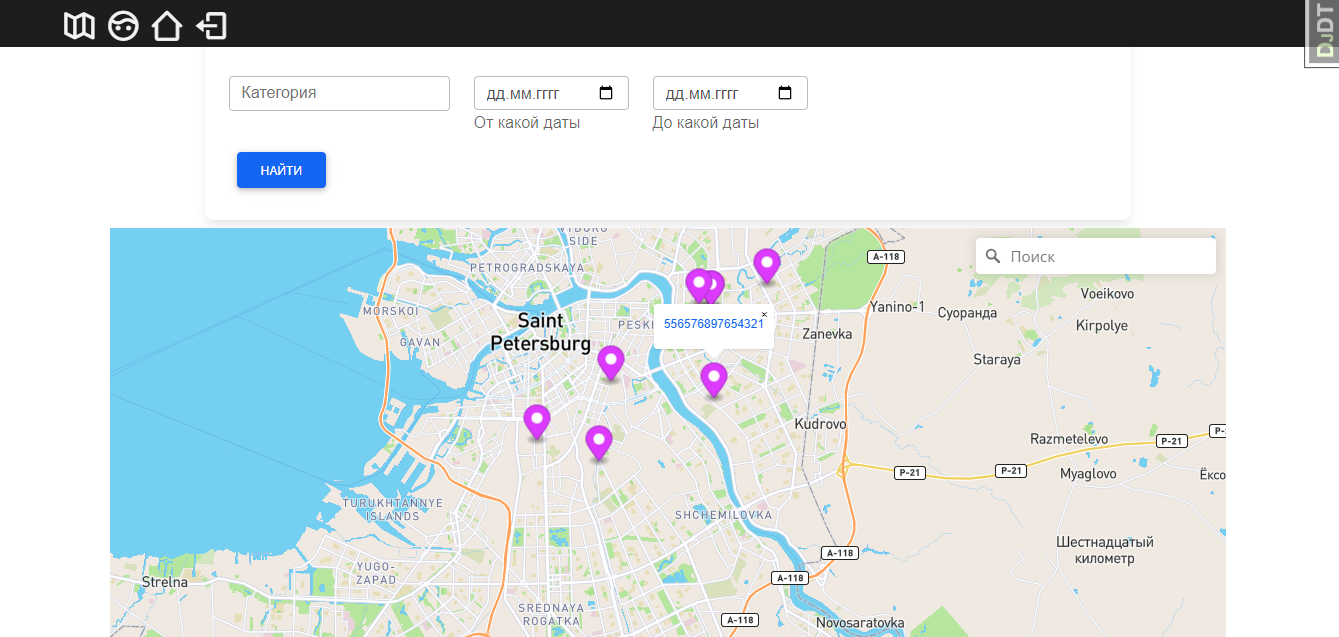 DjDT
Категория
дд.мм.гггг
дд.мм.гггг
От какой даты
До какой даты
НАЙТИ
VYBORG
SIDE
PETROGRADSKAYA
A-118
Поиск
MORSKOI
GAVAN
Saint
Petersburg
PESKI
556576897654321
×
Yanino-1
Суоранда
Voeikovo
Kirpolye
Zanevka
Staraya
Kudrovo
Razmetelevo
P-21
P-
P-21
P-21
Myaglovo
Ёксо
TURUKHTANNYE
ISLANDS
SHCHEMILOVKA
Шестнадцатый
километр
A-118
YUGO-
ZAPAD
Strelna
A-118
SREDNAYA
ROGATKA
A-118
Novosaratovka